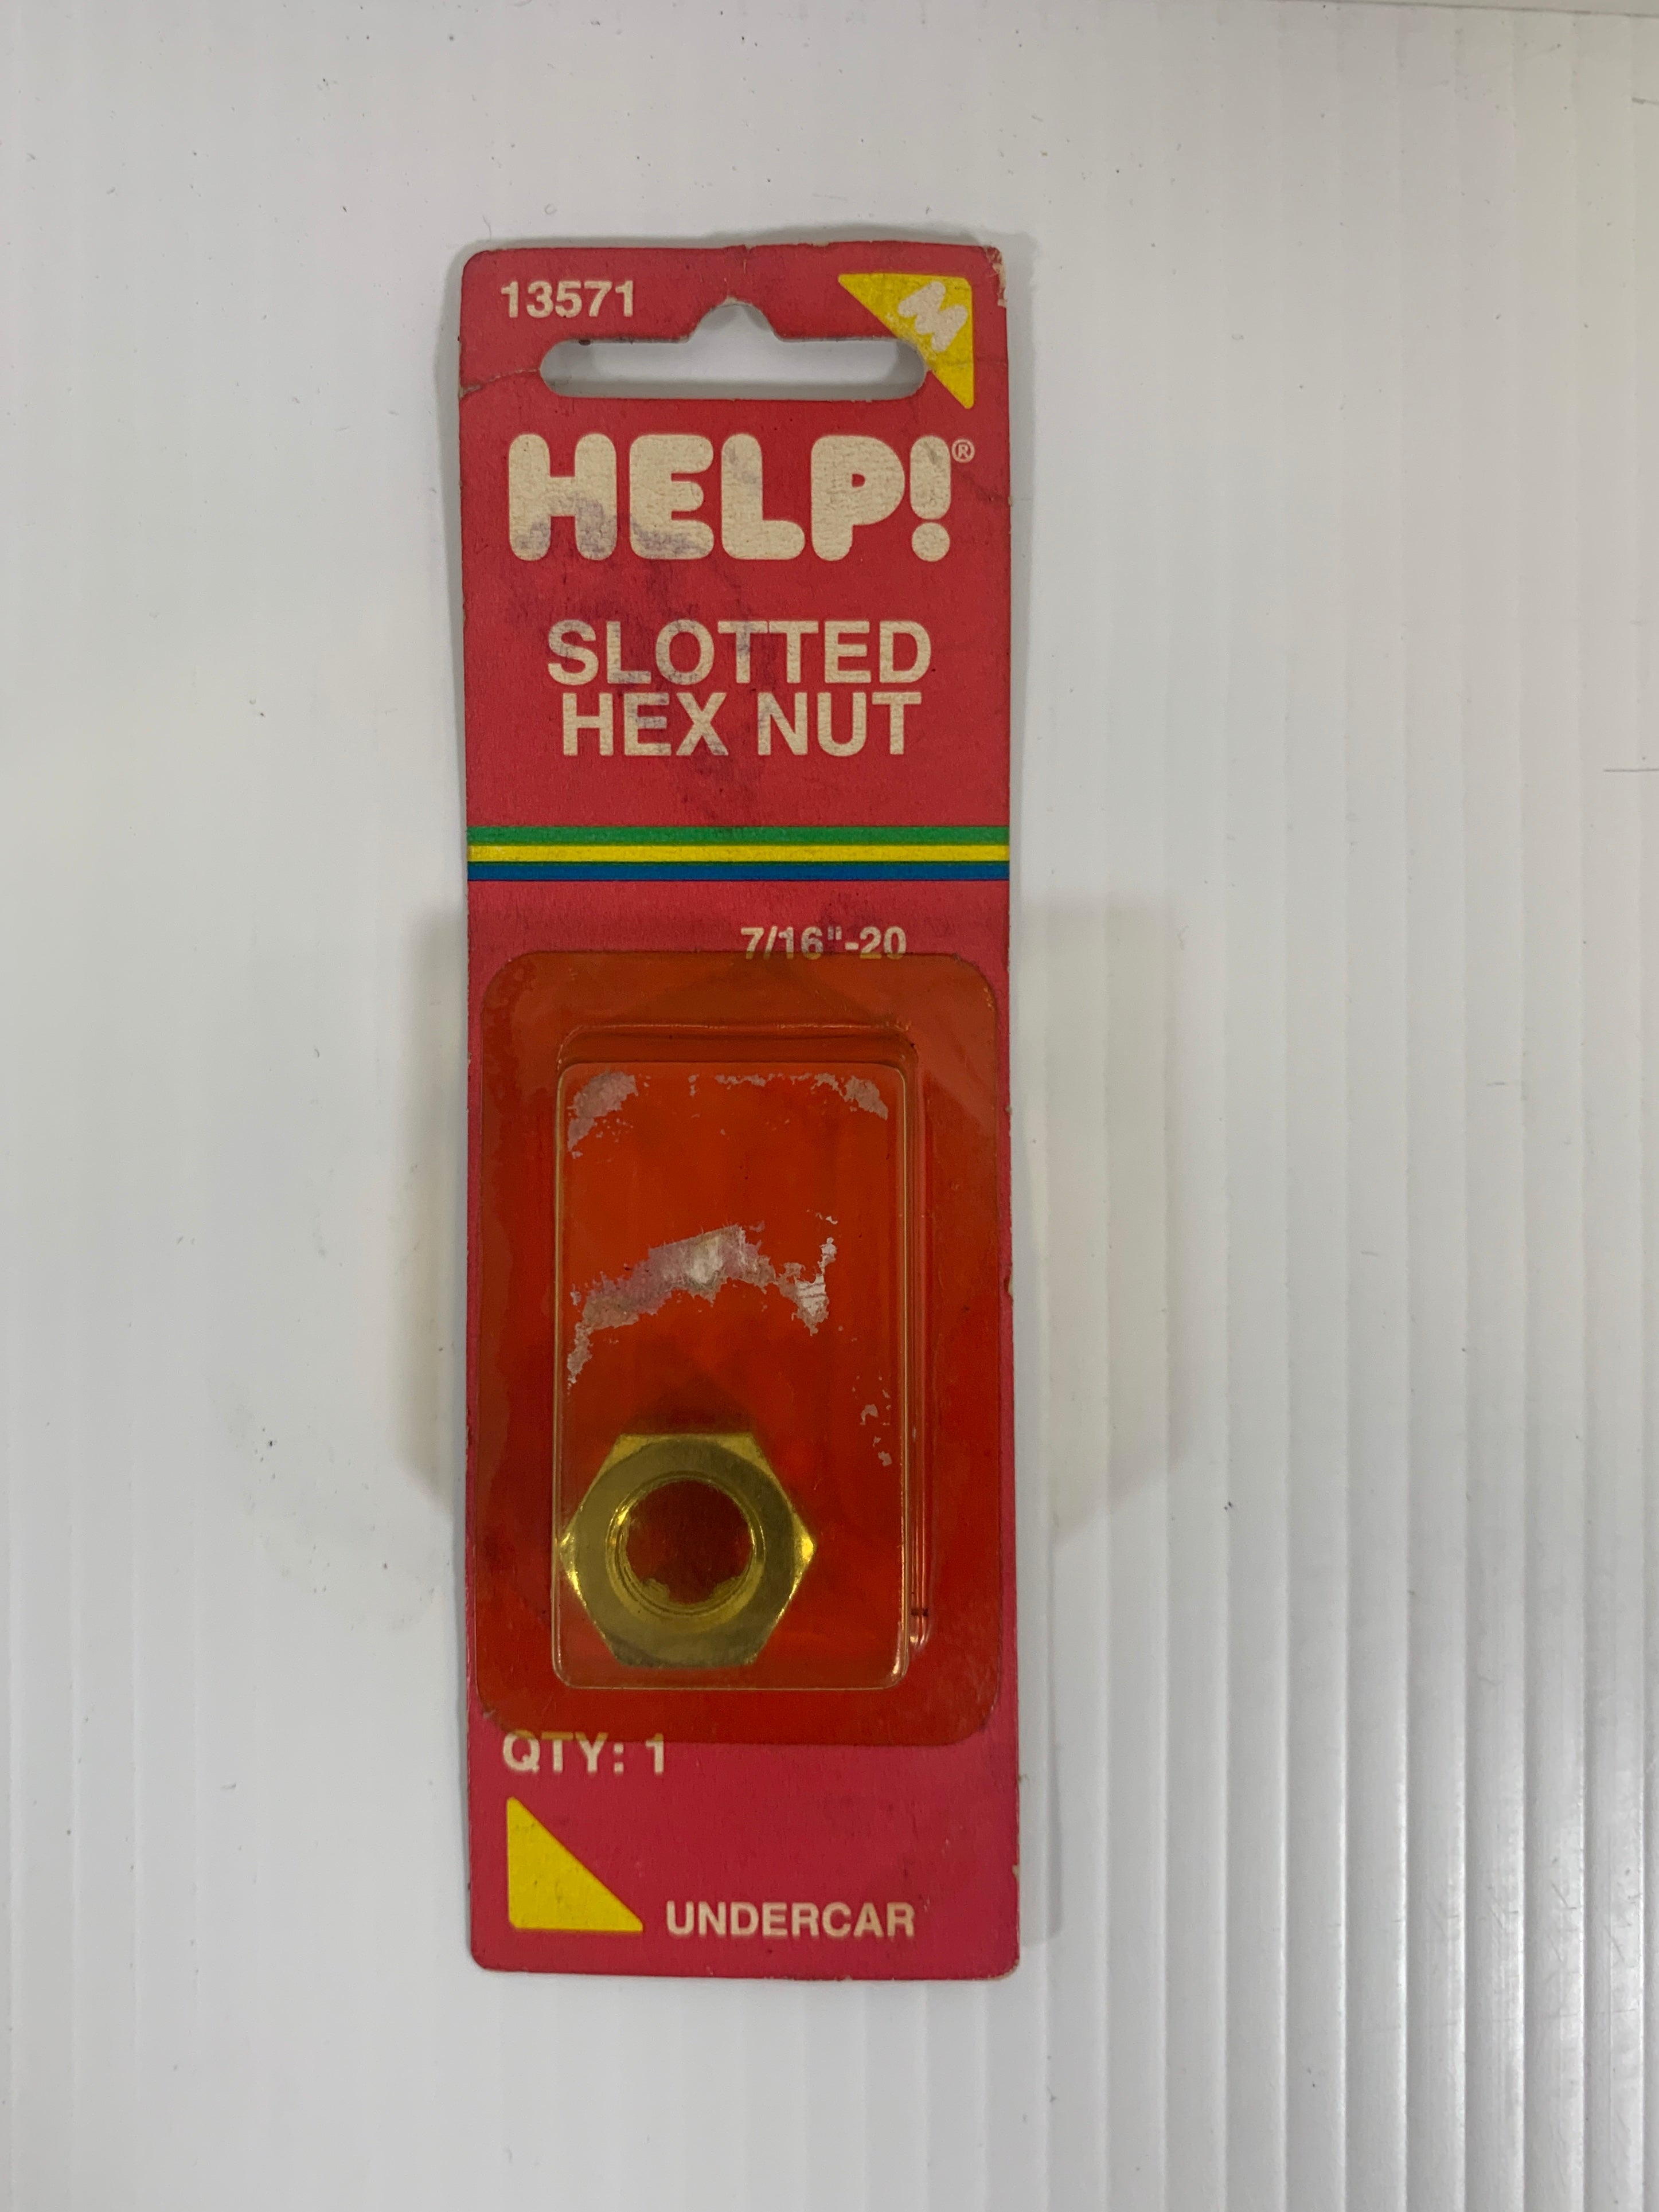 13571
M
HELP!®
SLOTTED
HEX NUT
7/16"-20
QTY: 1
UNDERCAR